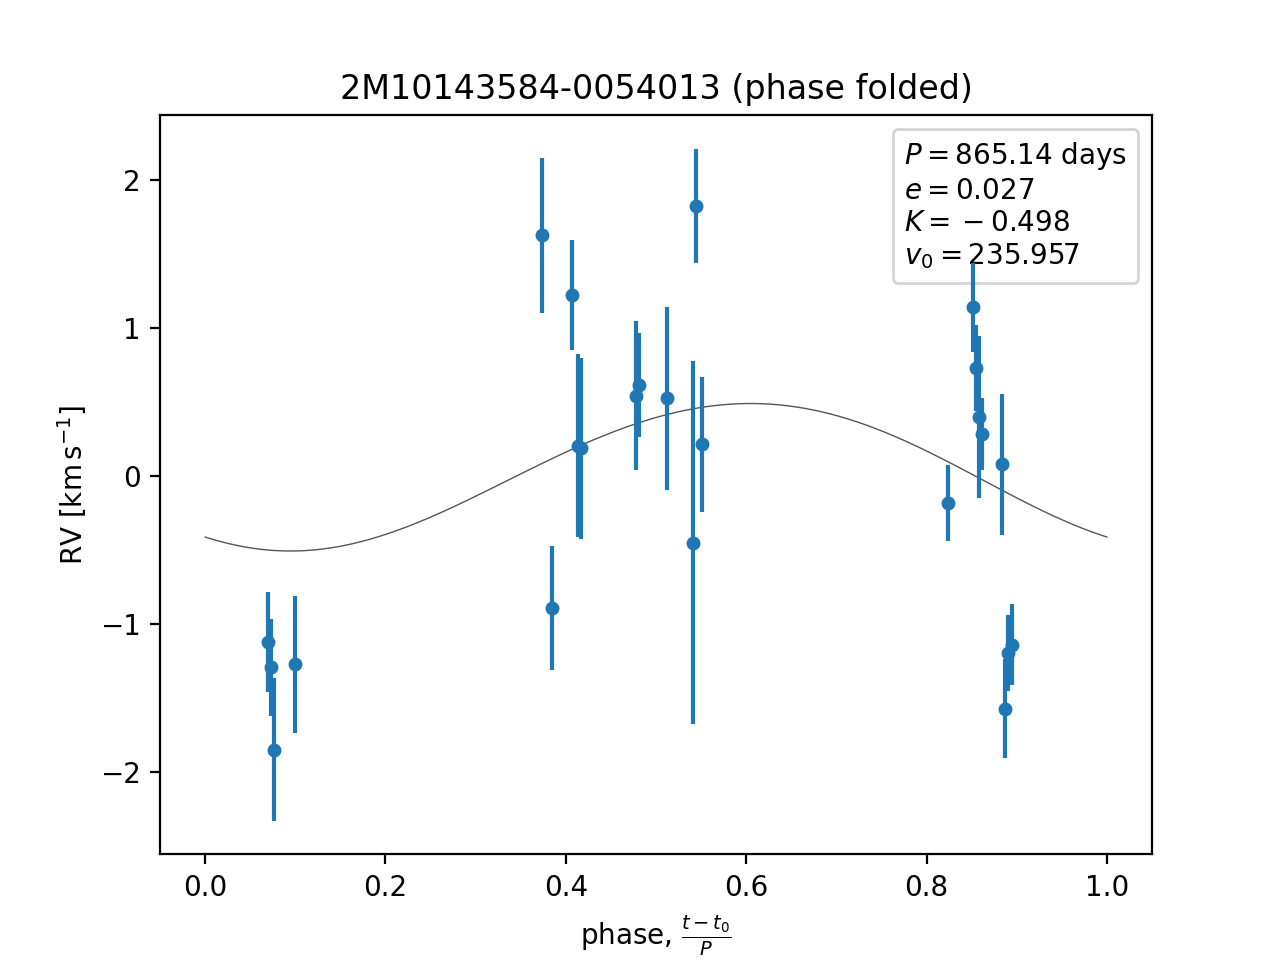 2M10143584-0054013 (phase folded)
P = 865.14 days
e = 0.027
K = −0.498
v₀ = 235.957
2
1
0
−1
−2
RV [km s⁻¹]
0.0 0.2 0.4 0.6 0.8 1.0
phase, (t − t₀)/P